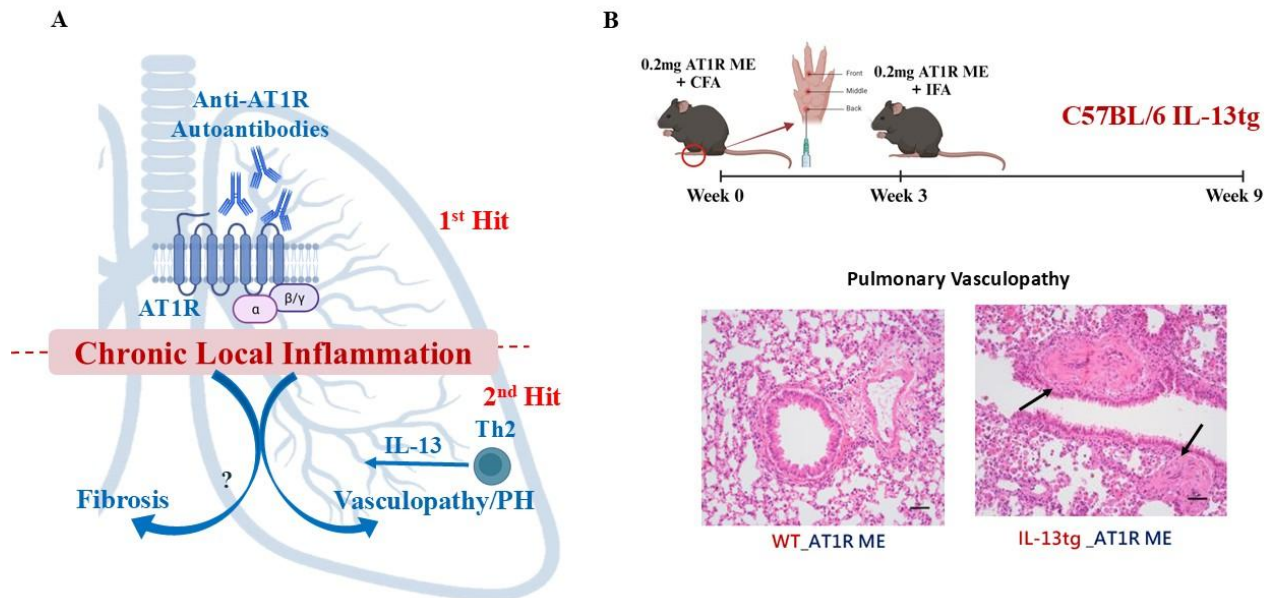 A
Anti-AT1R
Autoantibodies
1st Hit
AT1R
α
β/γ
Chronic Local Inflammation
2nd Hit
Th2
IL-13
?
Fibrosis
Vasculopathy/PH
B
0.2mg AT1R ME
+ CFA
Front
Middle
Back
0.2mg AT1R ME
+ IFA
C57BL/6 IL-13tg
Week 0
Week 3
Week 9
Pulmonary Vasculopathy
WT_AT1R ME
IL-13tg _AT1R ME